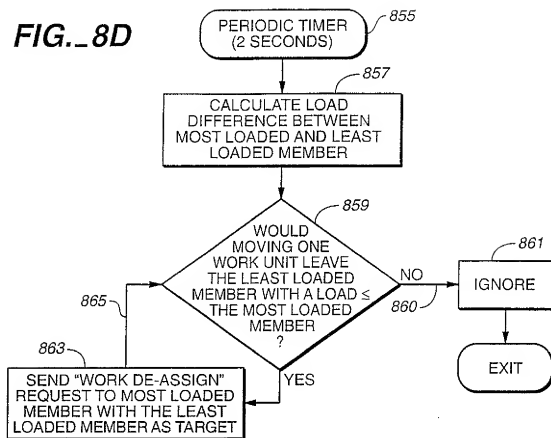 FIG._8D
PERIODIC TIMER
(2 SECONDS)
855
857
CALCULATE LOAD
DIFFERENCE BETWEEN
MOST LOADED AND LEAST
LOADED MEMBER
859
WOULD
MOVING ONE
WORK UNIT LEAVE
THE LEAST LOADED
MEMBER WITH A LOAD ≤
THE MOST LOADED
MEMBER
?
NO
860
861
IGNORE
EXIT
865
YES
863
SEND "WORK DE-ASSIGN"
REQUEST TO MOST LOADED
MEMBER WITH THE LEAST
LOADED MEMBER AS TARGET